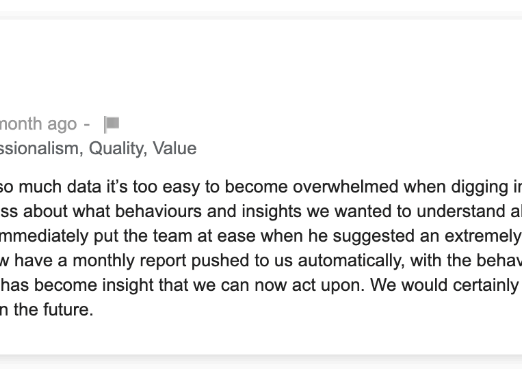 month ago -
ssionalism, Quality, Value
so much data it's too easy to become overwhelmed when digging in
ss about what behaviours and insights we wanted to understand a
mmediately put the team at ease when he suggested an extremely
w have a monthly report pushed to us automatically, with the behav
has become insight that we can now act upon. We would certainly
n the future.